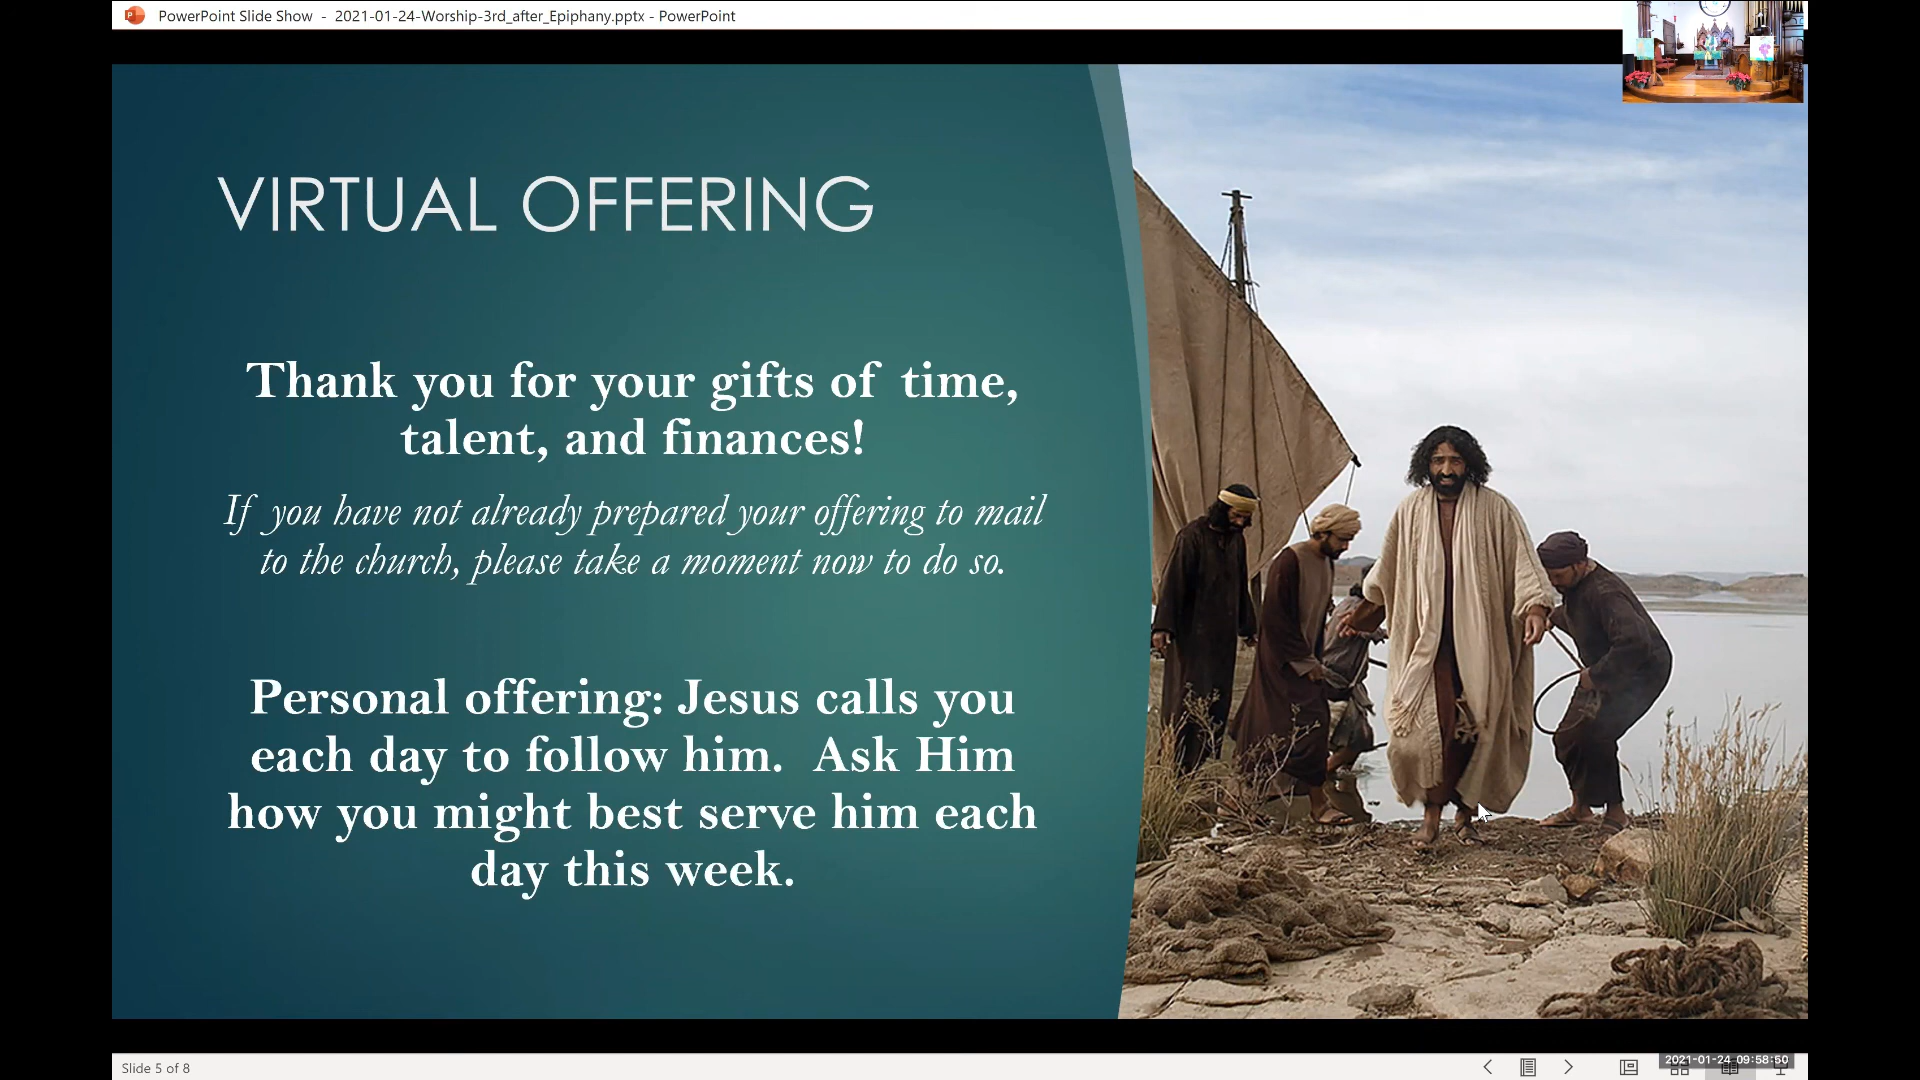 PowerPoint Slide Show - 2021-01-24-Worship-3rd_after_Epiphany.pptx - PowerPoint
VIRTUAL OFFERING
Thank you for your gifts of time,
talent, and finances!
If you have not already prepared your offering to mail
to the church, please take a moment now to do so.
Personal offering: Jesus calls you
each day to follow him. Ask Him
how you might best serve him each
day this week.
Slide 5 of 8
2021-01-24 09:58:50